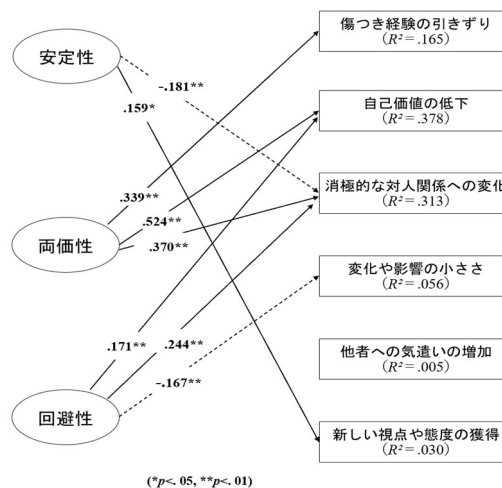 安定性
両価性
回避性
-.181**
.159*
.339**
.524**
.370**
.171**
.244**
-.167**
傷つき経験の引きずり
(R²=.165)
自己価値の低下
(R²=.378)
消極的な対人関係への変化
(R²=.313)
変化や影響の小ささ
(R²=.056)
他者への気遣いの増加
(R²=.005)
新しい視点や態度の獲得
(R²=.030)
(*p<.05, **p<.01)